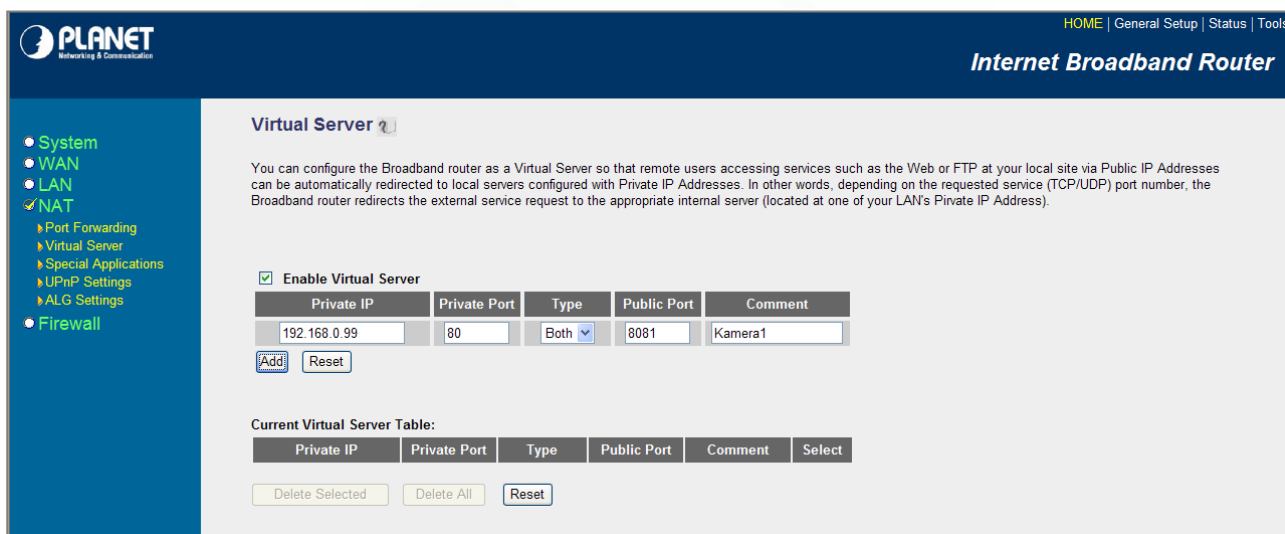 PLANET
Networking & Communication
HOME | General Setup | Status | Tools
Internet Broadband Router
System
WAN
LAN
NAT
Port Forwarding
Virtual Server
Special Applications
UPnP Settings
ALG Settings
Firewall
Virtual Server
You can configure the Broadband router as a Virtual Server so that remote users accessing services such as the Web or FTP at your local site via Public IP Addresses
can be automatically redirected to local servers configured with Private IP Addresses. In other words, depending on the requested service (TCP/UDP) port number, the
Broadband router redirects the external service request to the appropriate internal server (located at one of your LAN's Private IP Address).
Enable Virtual Server
Private IP Private Port Type Public Port Comment
192.168.0.99 80 Both 8081 Kamera1
Add Reset
Current Virtual Server Table:
Private IP Private Port Type Public Port Comment Select
Delete Selected Delete All Reset